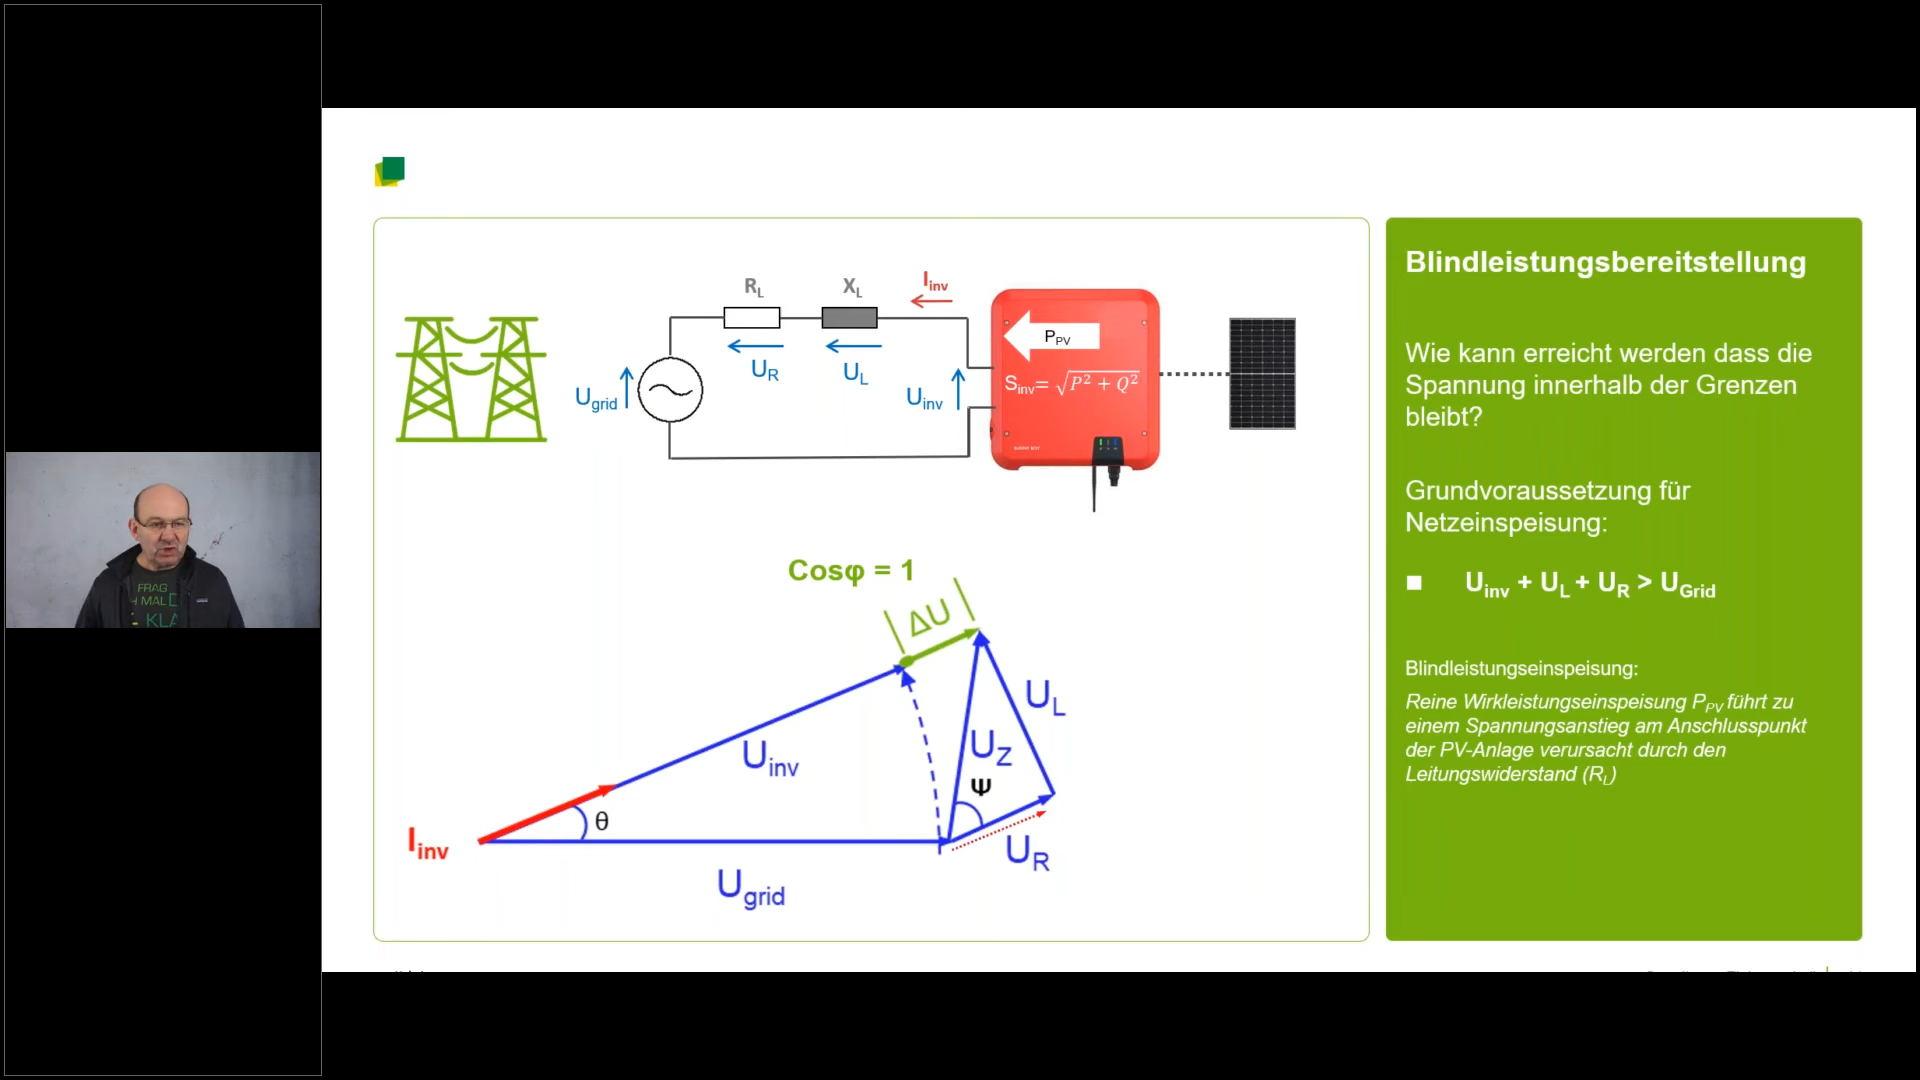 FRAG
H MAL D
KLA
R_L
X_L
I_inv
P_PV
U_R
U_L
U_grid
U_inv
S_inv= √P² + Q²
Cosφ = 1
ΔU
U_L
U_Z
U_inv
Ψ
θ
I_inv
U_R
U_grid
Blindleistungsbereitstellung
Wie kann erreicht werden dass die
Spannung innerhalb der Grenzen
bleibt?
Grundvoraussetzung für
Netzeinspeisung:
U_inv + U_L + U_R > U_Grid
Blindleistungseinspeisung:
Reine Wirkleistungseinspeisung P_PV führt zu
einem Spannungsanstieg am Anschlusspunkt
der PV-Anlage verursacht durch den
Leitungswiderstand (R_L)